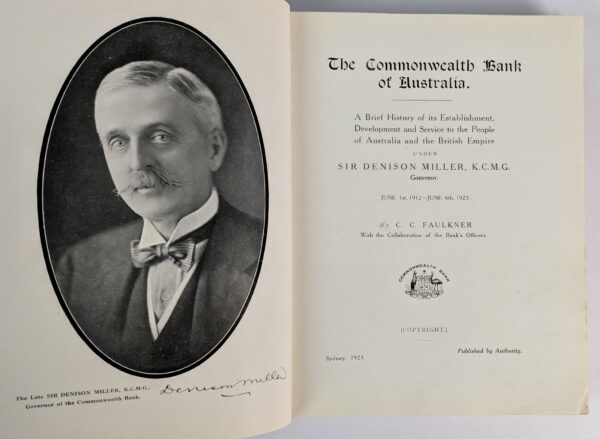 The Late SIR DENISON MILLER, K.C.M.G.,
Governor of the Commonwealth Bank.
Denison Miller
The Commonwealth Bank
of Australia.
A Brief History of its Establishment,
Development and Service to the People
of Australia and the British Empire
UNDER
SIR DENISON MILLER, K.C.M.G.
Governor.
JUNE 1st, 1912—JUNE 6th, 1923.
By C. C. FAULKNER
With the Collaboration of the Bank's Officers.
COMMONWEALTH BANK
[COPYRIGHT.]
Sydney, 1923.
Published by Authority.